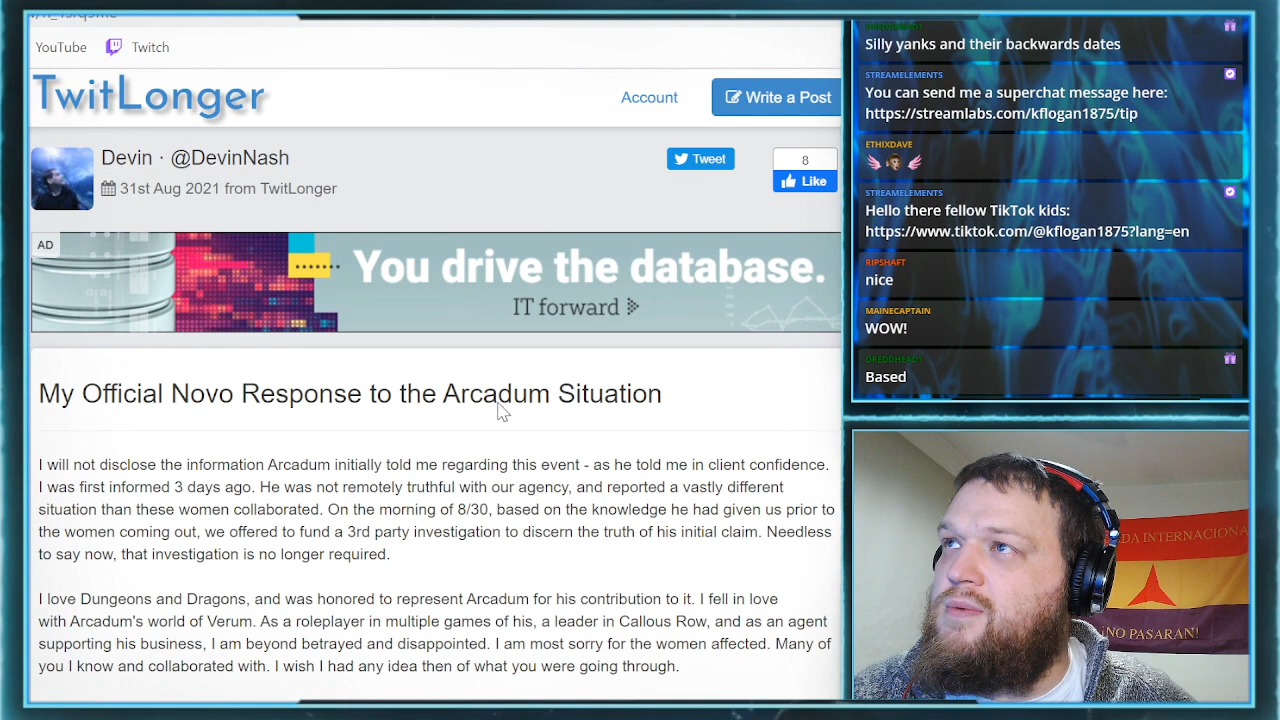 YouTube
Twitch
TwitLonger
Account
Write a Post
Devin · @DevinNash
31st Aug 2021 from TwitLonger
Tweet
8
Like
AD
You drive the database.
IT forward
My Official Novo Response to the Arcadum Situation
I will not disclose the information Arcadum initially told me regarding this event - as he told me in client confidence.
I was first informed 3 days ago. He was not remotely truthful with our agency, and reported a vastly different
situation than these women collaborated. On the morning of 8/30, based on the knowledge he had given us prior to
the women coming out, we offered to fund a 3rd party investigation to discern the truth of his initial claim. Needless
to say now, that investigation is no longer required.
I love Dungeons and Dragons, and was honored to represent Arcadum for his contribution to it. I fell in love
with Arcadum's world of Verum. As a roleplayer in multiple games of his, a leader in Callous Row, and as an agent
supporting his business, I am beyond betrayed and disappointed. I am most sorry for the women affected. Many of
you I know and collaborated with. I wish I had any idea then of what you were going through.
Silly yanks and their backwards dates
STREAMELEMENTS
You can send me a superchat message here:
https://streamlabs.com/kflogan1875/tip
ETHIXDAVE
STREAMELEMENTS
Hello there fellow TikTok kids:
https://www.tiktok.com/@kflogan1875?lang=en
RIPSHAFT
nice
MAINECAPTAIN
WOW!
DREDDHEAD1
Based
ADA INTERNACIONA
NO PASARAN!